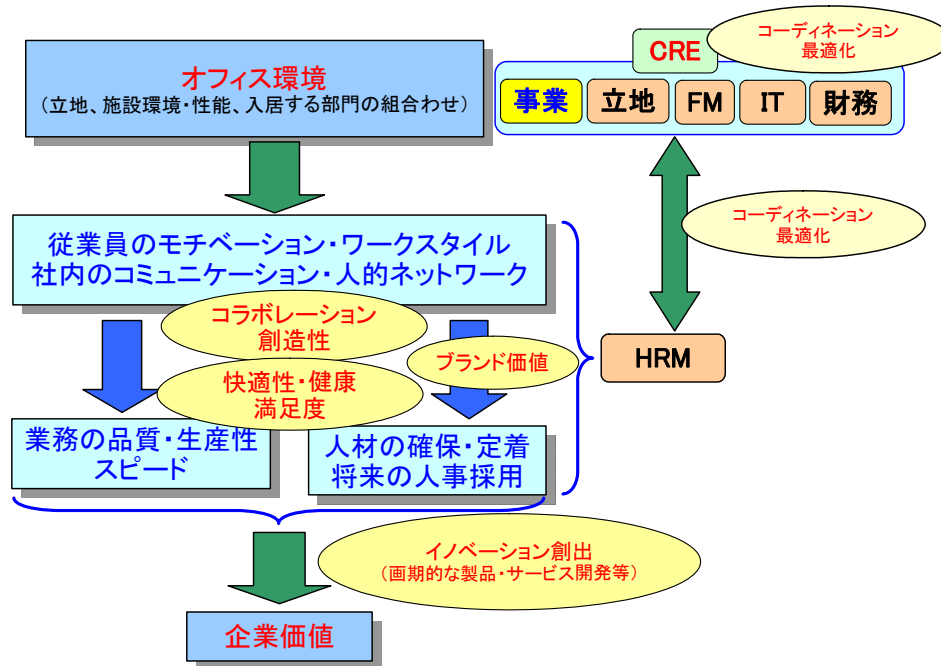 オフィス環境
（立地、施設環境・性能、入居する部門の組合わせ）
コーディネーション
最適化
CRE
事業
立地
FM
IT
財務
従業員のモチベーション・ワークスタイル
社内のコミュニケーション・人的ネットワーク
コーディネーション
最適化
コラボレーション
創造性
ブランド価値
HRM
快適性・健康
満足度
業務の品質・生産性
スピード
人材の確保・定着
将来の人事採用
イノベーション創出
（画期的な製品・サービス開発等）
企業価値